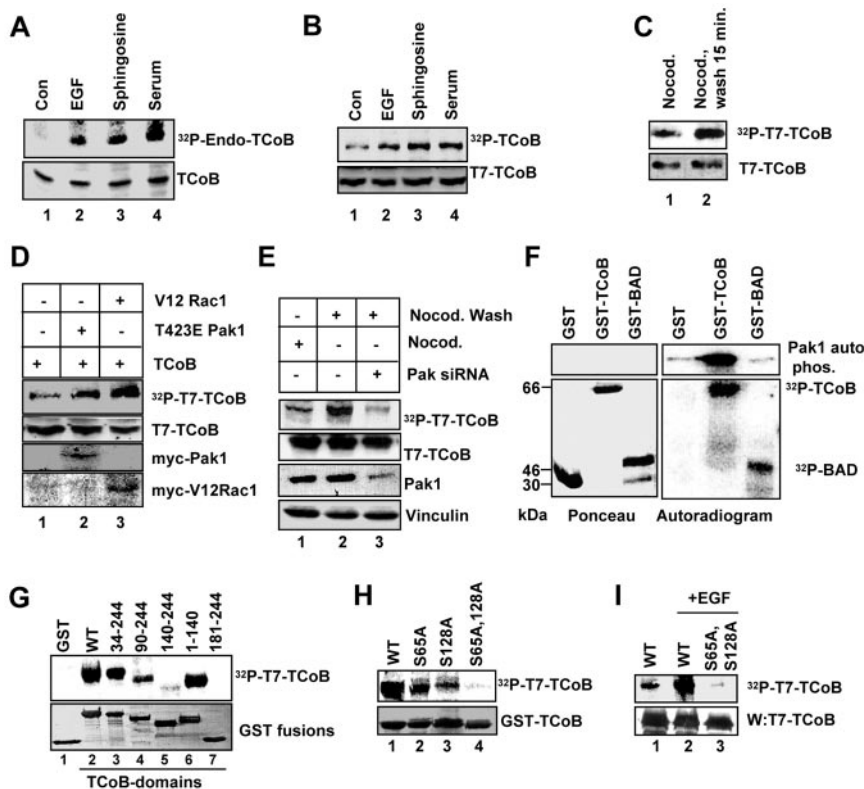 A
Con
EGF
Sphingosine
Serum
32P-Endo-TCoB
TCoB
1 2 3 4
B
Con
EGF
Sphingosine
Serum
32P-TCoB
T7-TCoB
1 2 3 4
C
Nocod.
Nocod.,
wash 15 min.
32P-T7-TCoB
T7-TCoB
1 2
D
- - + V12 Rac1
- + - T423E Pak1
+ + + TCoB
32P-T7-TCoB
T7-TCoB
myc-Pak1
myc-V12Rac1
1 2 3
E
- + + Nocod. Wash
+ - - Nocod.
- - + Pak siRNA
32P-T7-TCoB
T7-TCoB
Pak1
Vinculin
1 2 3
F
GST
GST-TCoB
GST-BAD
GST
GST-TCoB
GST-BAD
Pak1 auto
phos.
66
32P-TCoB
46
30
32P-BAD
kDa Ponceau Autoradiogram
G
GST
WT
34-244
90-244
140-244
1-140
181-244
32P-T7-TCoB
GST fusions
1 2 3 4 5 6 7
TCoB-domains
H
WT
S65A
S128A
S65A,128A
32P-T7-TCoB
GST-TCoB
1 2 3 4
I
+EGF
WT
WT
S65A,
S128A
32P-T7-TCoB
W:T7-TCoB
1 2 3